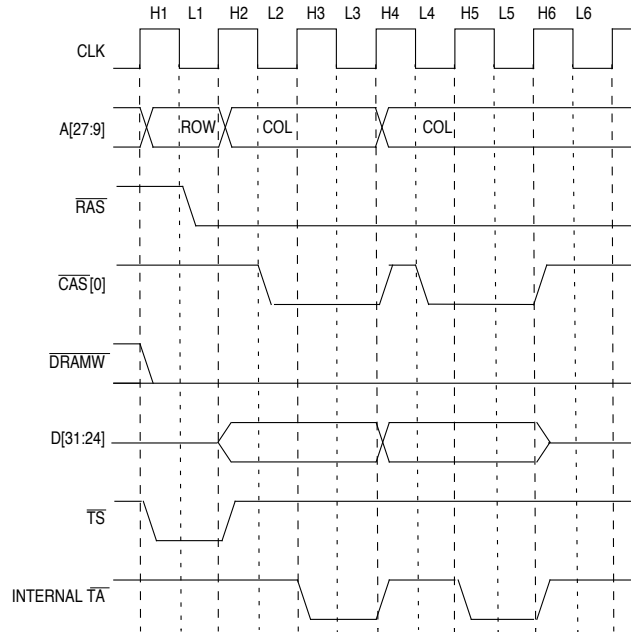 H1 L1 H2 L2 H3 L3 H4 L4 H5 L5 H6 L6
CLK
A[27:9] ROW COL COL
RAS
CAS[0]
DRAMW
D[31:24]
TS
INTERNAL TA